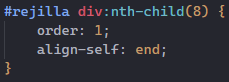 #rejilla div:nth-child(8) {
    order: 1;
    align-self: end;
}